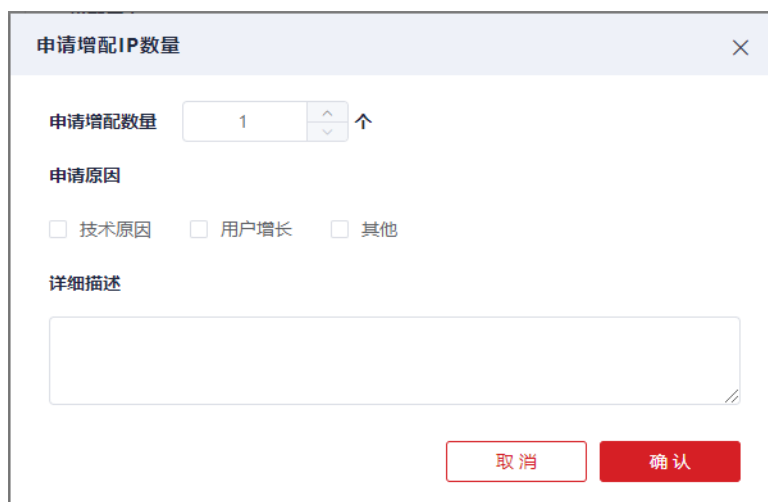 申请增配IP数量
申请增配数量 1 个
申请原因
技术原因 用户增长 其他
详细描述
取消 确认